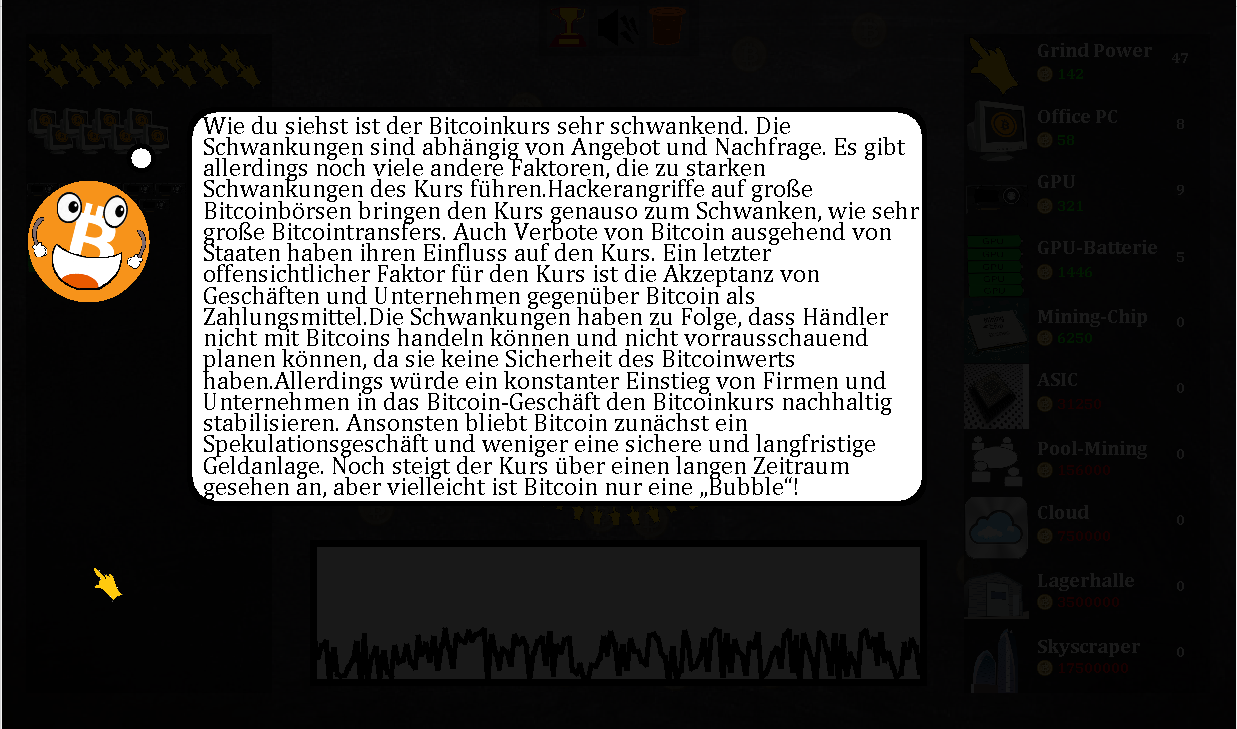 Wie du siehst ist der Bitcoinkurs sehr schwankend. Die
Schwankungen sind abhängig von Angebot und Nachfrage. Es gibt
allerdings noch viele andere Faktoren, die zu starken
Schwankungen des Kurs führen.Hackerangriffe auf große
Bitcoinbörsen bringen den Kurs genauso zum Schwanken, wie sehr
große Bitcointransfers. Auch Verbote von Bitcoin ausgehend von
Staaten haben ihren Einfluss auf den Kurs. Ein letzter
offensichtlicher Faktor für den Kurs ist die Akzeptanz von
Geschäften und Unternehmen gegenüber Bitcoin als
Zahlungsmittel.Die Schwankungen haben zu Folge, dass Händler
nicht mit Bitcoins handeln können und nicht vorrausschauend
planen können, da sie keine Sicherheit des Bitcoinwerts
haben.Allerdings würde ein konstanter Einstieg von Firmen und
Unternehmen in das Bitcoin-Geschäft den Bitcoinkurs nachhaltig
stabilisieren. Ansonsten bliebt Bitcoin zunächst ein
Spekulationsgeschäft und weniger eine sichere und langfristige
Geldanlage. Noch steigt der Kurs über einen langen Zeitraum
gesehen an, aber vielleicht ist Bitcoin nur eine „Bubble“!
Grind Power 47
142
Office PC 8
58
GPU 9
321
GPU-Batterie 5
1446
Mining-Chip 0
6250
ASIC 0
Pool-Mining 0
150000
Cloud 0
750000
Lagerhalle 0
3500000
Skyscraper 0